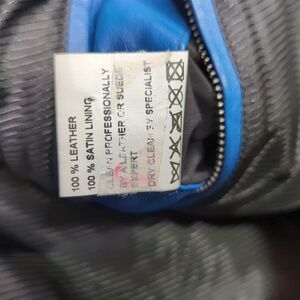 100 % LEATHER
100 % SATIN LINING
CLEAN PROFESSIONALLY
BY A LEATHER OR SUEDE
EXPERT
DRY CLEAN BY SPECIALIST